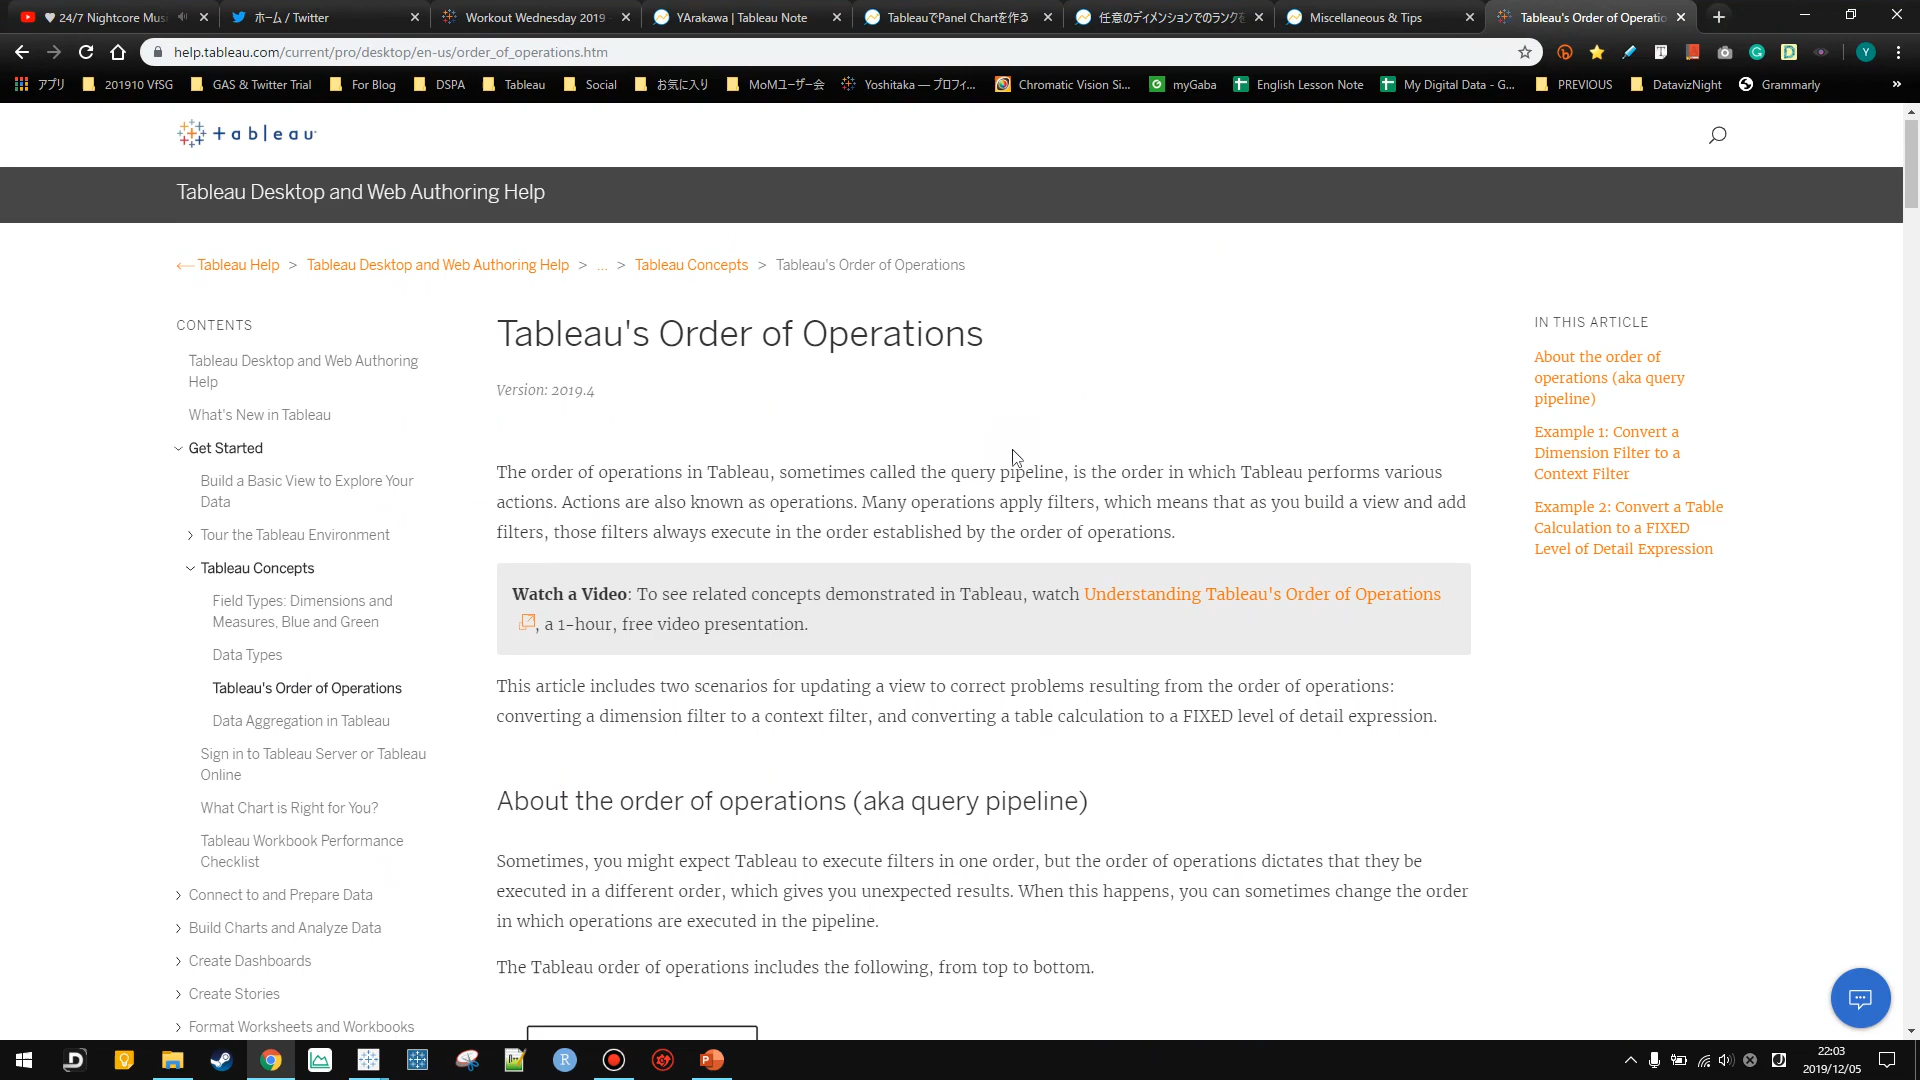 ♥ 24/7 Nightcore Mus
ホーム / Twitter
Workout Wednesday 2019
YArakawa | Tableau Note
TableauでPanel Chartを作る
任意のディメンションでのランクを
Miscellaneous & Tips
Tableau's Order of Operatio
help.tableau.com/current/pro/desktop/en-us/order_of_operations.htm
アプリ
201910 VfSG
GAS & Twitter Trial
For Blog
DSPA
Tableau
Social
お気に入り
MoMユーザー会
Yoshitaka — プロフィ...
Chromatic Vision Si...
myGaba
English Lesson Note
My Digital Data - G...
PREVIOUS
DatavizNight
Grammarly
»
+ a b | e a u
Tableau Desktop and Web Authoring Help
Tableau Help > Tableau Desktop and Web Authoring Help > ... > Tableau Concepts > Tableau's Order of Operations
CONTENTS
Tableau Desktop and Web Authoring
Help
What's New in Tableau
Get Started
Build a Basic View to Explore Your
Data
Tour the Tableau Environment
Tableau Concepts
Field Types: Dimensions and
Measures, Blue and Green
Data Types
Tableau's Order of Operations
Data Aggregation in Tableau
Sign in to Tableau Server or Tableau
Online
What Chart is Right for You?
Tableau Workbook Performance
Checklist
Connect to and Prepare Data
Build Charts and Analyze Data
Create Dashboards
Create Stories
Format Worksheets and Workbooks
Tableau's Order of Operations
Version: 2019.4
The order of operations in Tableau, sometimes called the query pipeline, is the order in which Tableau performs various
actions. Actions are also known as operations. Many operations apply filters, which means that as you build a view and add
filters, those filters always execute in the order established by the order of operations.
Watch a Video: To see related concepts demonstrated in Tableau, watch Understanding Tableau's Order of Operations
, a 1-hour, free video presentation.
This article includes two scenarios for updating a view to correct problems resulting from the order of operations:
converting a dimension filter to a context filter, and converting a table calculation to a FIXED level of detail expression.
About the order of operations (aka query pipeline)
Sometimes, you might expect Tableau to execute filters in one order, but the order of operations dictates that they be
executed in a different order, which gives you unexpected results. When this happens, you can sometimes change the order
in which operations are executed in the pipeline.
The Tableau order of operations includes the following, from top to bottom.
IN THIS ARTICLE
About the order of
operations (aka query
pipeline)
Example 1: Convert a
Dimension Filter to a
Context Filter
Example 2: Convert a Table
Calculation to a FIXED
Level of Detail Expression
22:03
2019/12/05